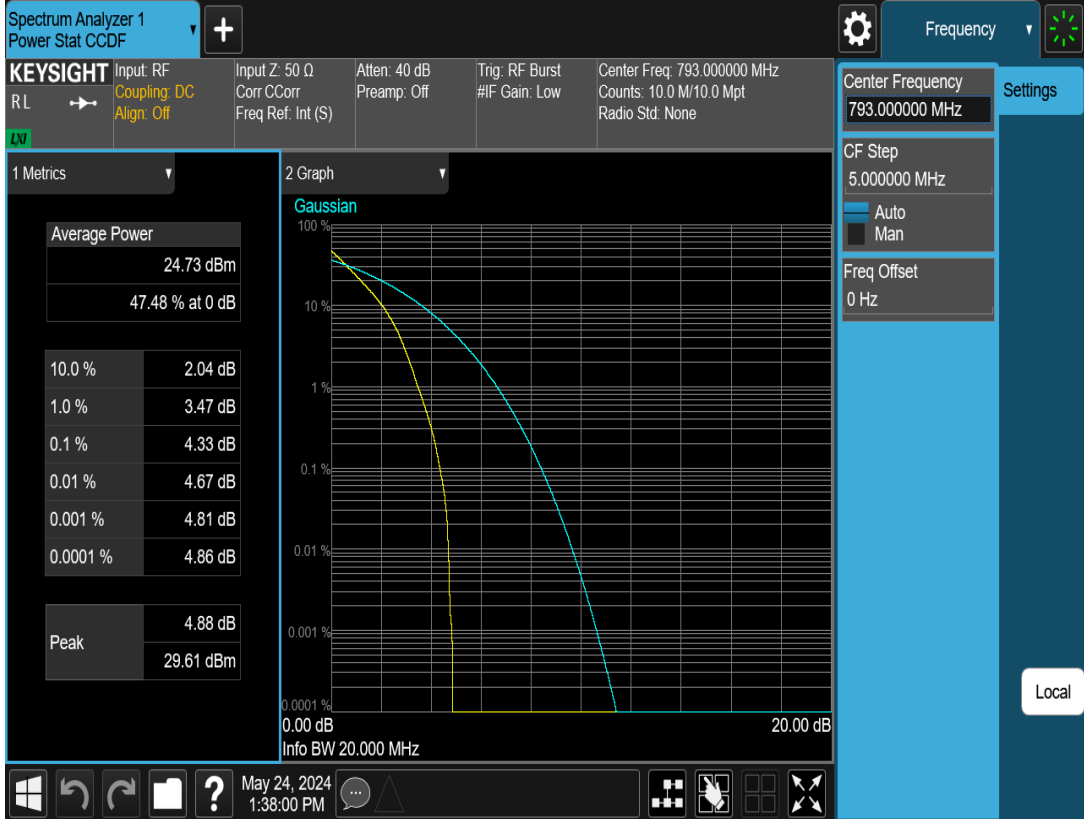 Spectrum Analyzer 1
Power Stat CCDF
+
Frequency
KEYSIGHT
RL
LXI
Input: RF
Coupling: DC
Align: Off
Input Z: 50 Ω
Corr CCorr
Freq Ref: Int (S)
Atten: 40 dB
Preamp: Off
Trig: RF Burst
#IF Gain: Low
Center Freq: 793.000000 MHz
Counts: 10.0 M/10.0 Mpt
Radio Std: None
Center Frequency
793.000000 MHz
Settings
CF Step
5.000000 MHz
Auto
Man
Freq Offset
0 Hz
Local
1 Metrics
Average Power
24.73 dBm
47.48 % at 0 dB
10.0 % 2.04 dB
1.0 % 3.47 dB
0.1 % 4.33 dB
0.01 % 4.67 dB
0.001 % 4.81 dB
0.0001 % 4.86 dB
Peak
4.88 dB
29.61 dBm
2 Graph
Gaussian
100 %
10 %
1 %
0.1 %
0.01 %
0.001 %
0.0001 %
0.00 dB 20.00 dB
Info BW 20.000 MHz
?
May 24, 2024
1:38:00 PM